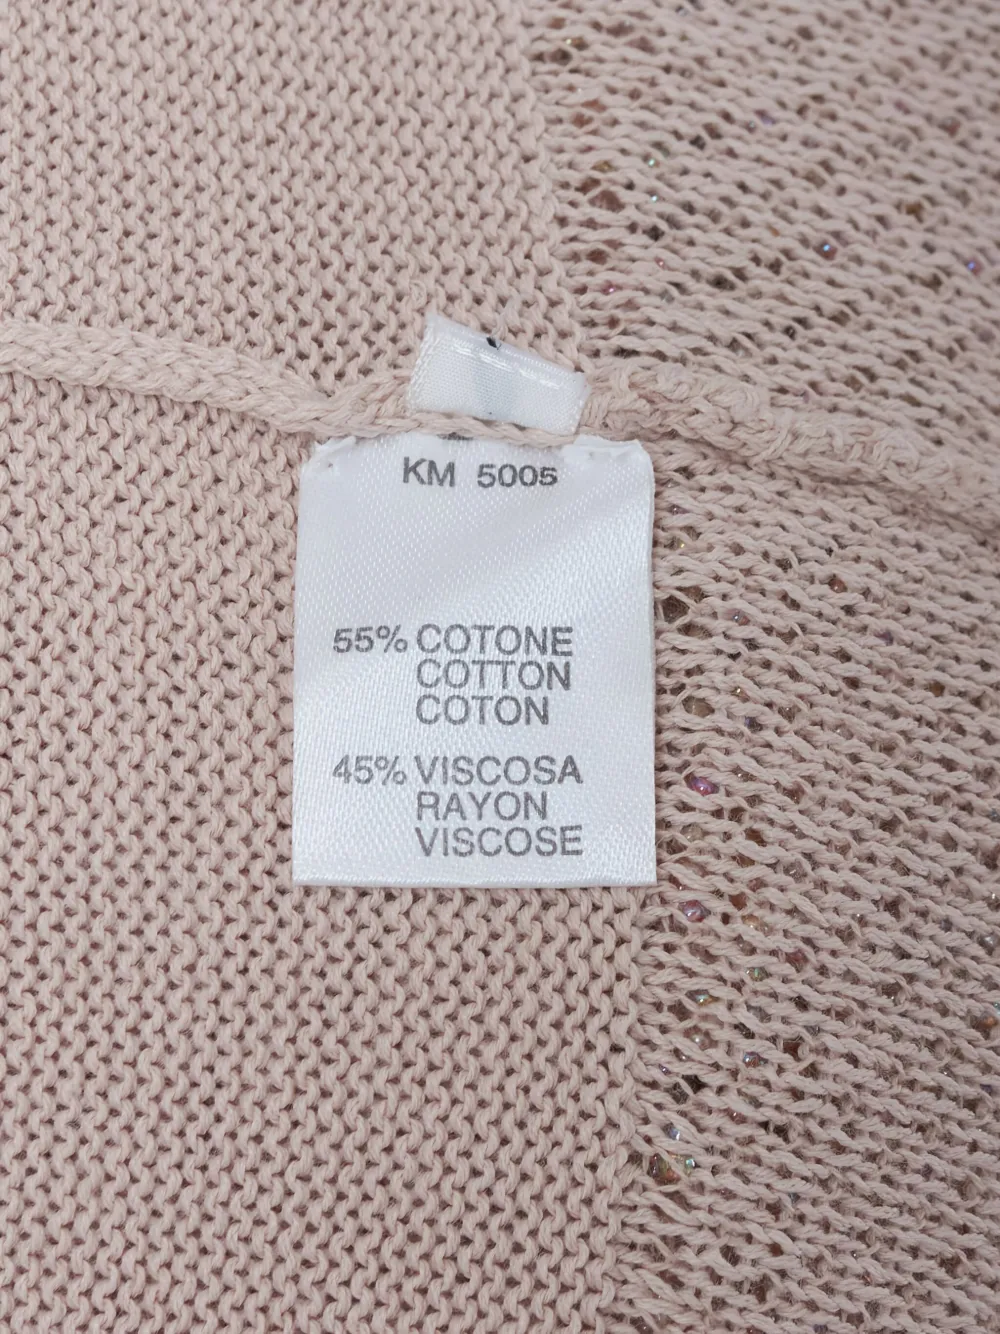 KM 5005
55% COTONE
COTTON
COTON
45% VISCOSA
RAYON
VISCOSE